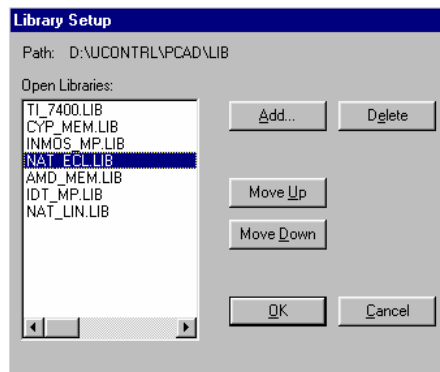 Library Setup
Path: D:\UCONTRL\PCAD\LIB
Open Libraries:
TI_7400.LIB
CYP_MEM.LIB
INMOS_MP.LIB
NAT_ECL.LIB
AMD_MEM.LIB
IDT_MP.LIB
NAT_LIN.LIB
Add...
Delete
Move Up
Move Down
OK
Cancel